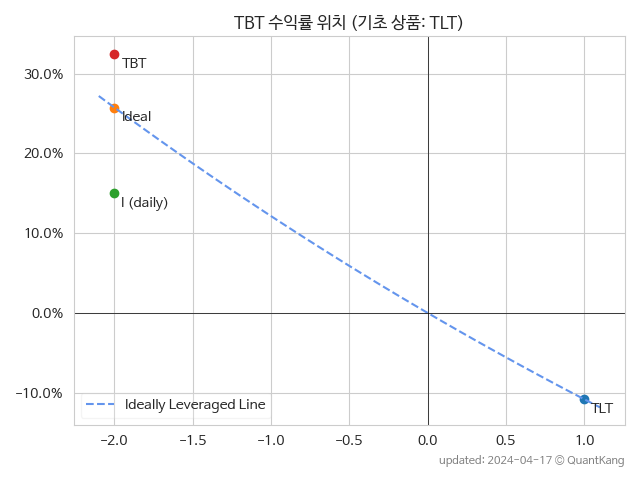 TBT 수익률 위치 (기초 상품: TLT)
30.0%
20.0%
10.0%
0.0%
−10.0%
TBT
Ideal
I (daily)
TLT
Ideally Leveraged Line
−2.0 −1.5 −1.0 −0.5 0.0 0.5 1.0
updated: 2024-04-17 © QuantKang